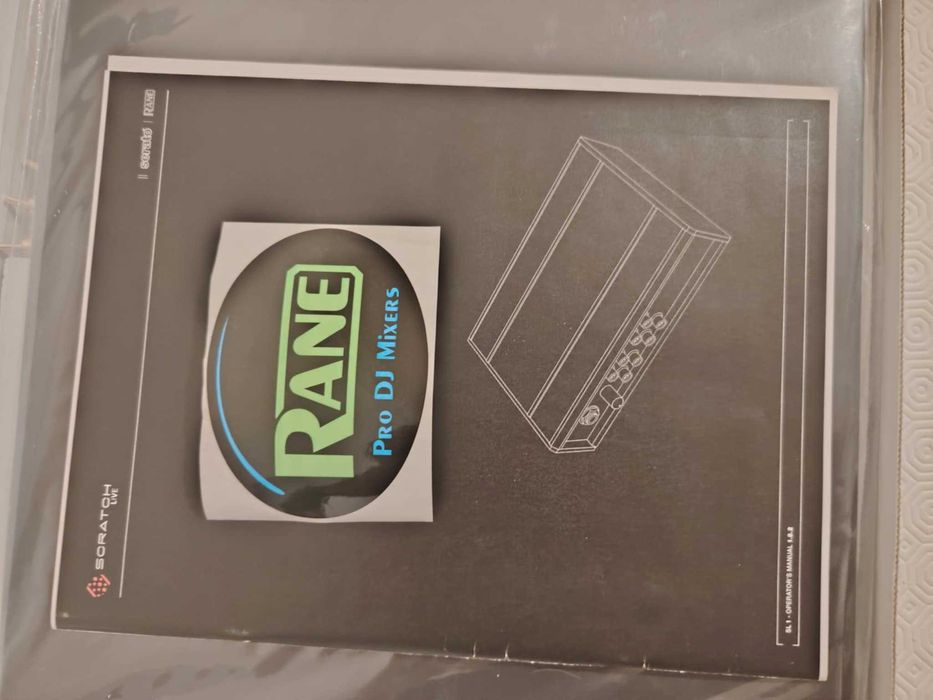 SCRATCH
LIVE
serato | RANE
RANE
PRO DJ MIXERS
SL 1 - OPERATOR'S MANUAL 1.8.2